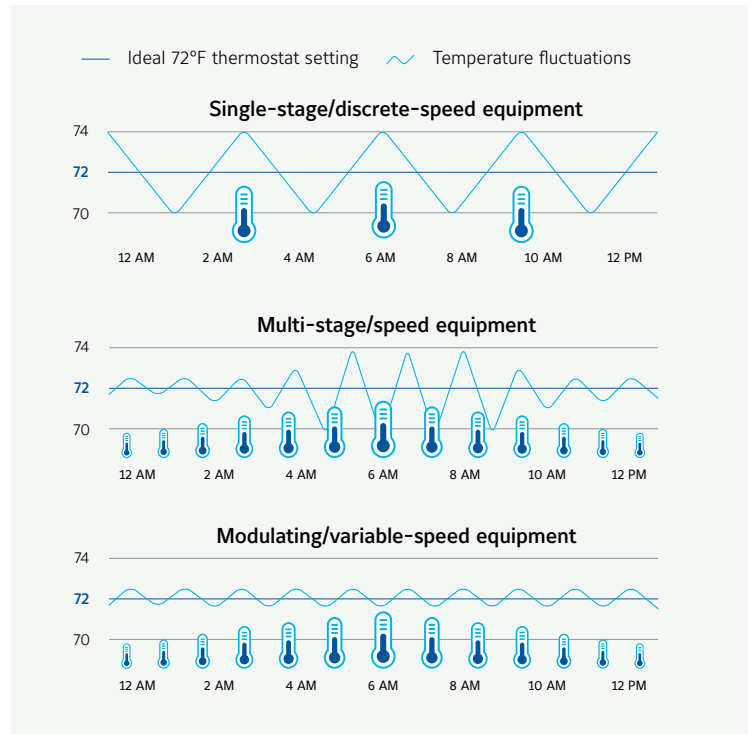 Ideal 72°F thermostat setting Temperature fluctuations
Single-stage/discrete-speed equipment
74
72
70
12 AM 2 AM 4 AM 6 AM 8 AM 10 AM 12 PM
Multi-stage/speed equipment
74
72
70
12 AM 2 AM 4 AM 6 AM 8 AM 10 AM 12 PM
Modulating/variable-speed equipment
74
72
70
12 AM 2 AM 4 AM 6 AM 8 AM 10 AM 12 PM